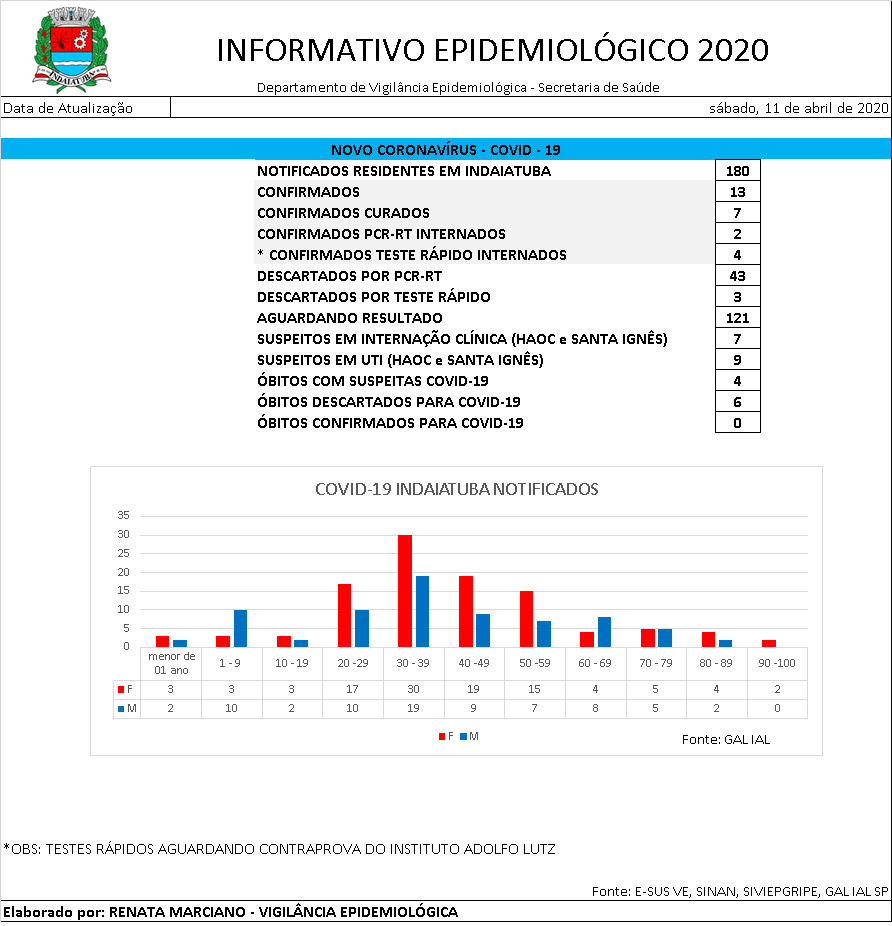 INDAIATUBA
INFORMATIVO EPIDEMIOLÓGICO 2020
Departamento de Vigilância Epidemiológica - Secretaria de Saúde
Data de Atualização sábado, 11 de abril de 2020
NOVO CORONAVÍRUS - COVID - 19
NOTIFICADOS RESIDENTES EM INDAIATUBA 180
CONFIRMADOS 13
CONFIRMADOS CURADOS 7
CONFIRMADOS PCR-RT INTERNADOS 2
* CONFIRMADOS TESTE RÁPIDO INTERNADOS 4
DESCARTADOS POR PCR-RT 43
DESCARTADOS POR TESTE RÁPIDO 3
AGUARDANDO RESULTADO 121
SUSPEITOS EM INTERNAÇÃO CLÍNICA (HAOC e SANTA IGNÊS) 7
SUSPEITOS EM UTI (HAOC e SANTA IGNÊS) 9
ÓBITOS COM SUSPEITAS COVID-19 4
ÓBITOS DESCARTADOS PARA COVID-19 6
ÓBITOS CONFIRMADOS PARA COVID-19 0
COVID-19 INDAIATUBA NOTIFICADOS
35
30
25
20
15
10
5
0
menor de 
01 ano 1 - 9 10 - 19 20 -29 30 - 39 40 -49 50 -59 60 - 69 70 - 79 80 - 89 90 -100
F 3 3 3 17 30 19 15 4 5 4 2
M 2 10 2 10 19 9 7 8 5 2 0
F M
Fonte: GAL IAL
*OBS: TESTES RÁPIDOS AGUARDANDO CONTRAPROVA DO INSTITUTO ADOLFO LUTZ
Fonte: E-SUS VE, SINAN, SIVIEPGRIPE, GAL IAL SP
Elaborado por: RENATA MARCIANO - VIGILÂNCIA EPIDEMIOLÓGICA